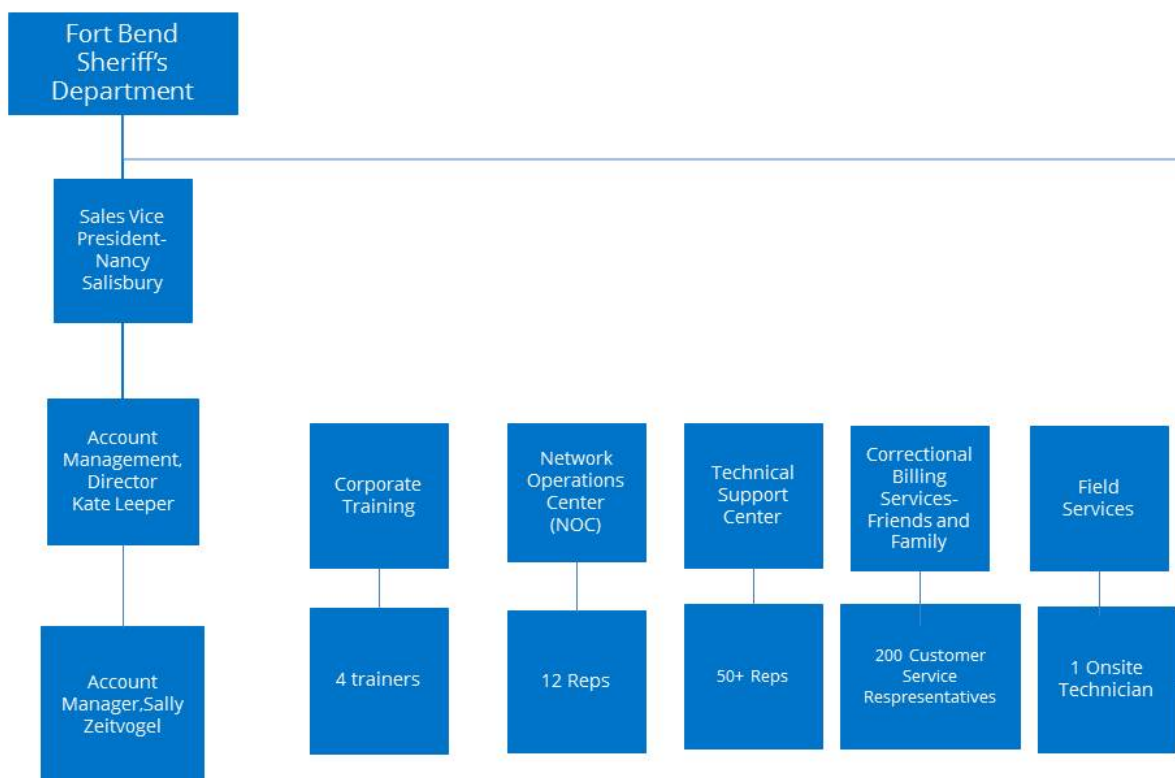 Fort Bend
Sheriff's
Department
Sales Vice
President-
Nancy
Salisbury
Account
Management,
Director
Kate Leeper
Account
Manager,Sally
Zeitvogel
Corporate
Training
4 trainers
Network
Operations
Center
(NOC)
12 Reps
Technical
Support
Center
50+ Reps
Correctional
Billing
Services-
Friends and
Family
200 Customer
Service
Respresentatives
Field
Services
1 Onsite
Technician